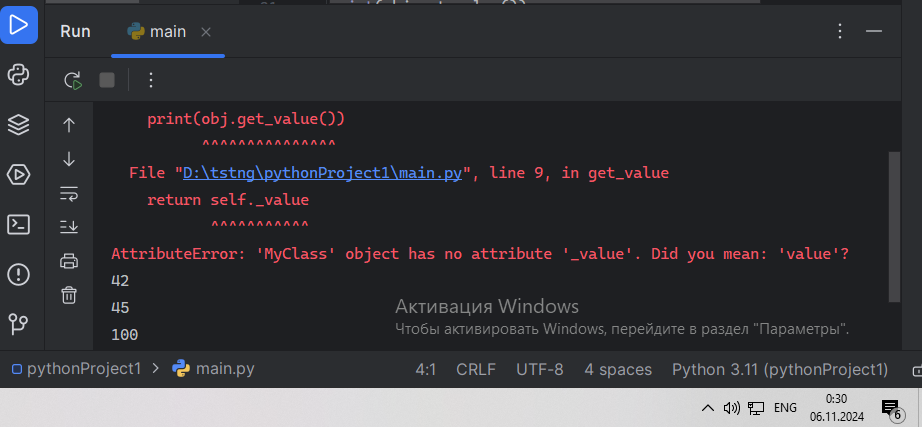 Run
main
print(obj.get_value())
^^^^^^^^^^^^^^^
File "D:\tstng\pythonProject1\main.py", line 9, in get_value
return self._value
^^^^^^^^^^^
AttributeError: 'MyClass' object has no attribute '_value'. Did you mean: 'value'?
42
45
100
Активация Windows
Чтобы активировать Windows, перейдите в раздел "Параметры".
pythonProject1 > main.py 4:1 CRLF UTF-8 4 spaces Python 3.11 (pythonProject1)
ENG 0:30 6
06.11.2024